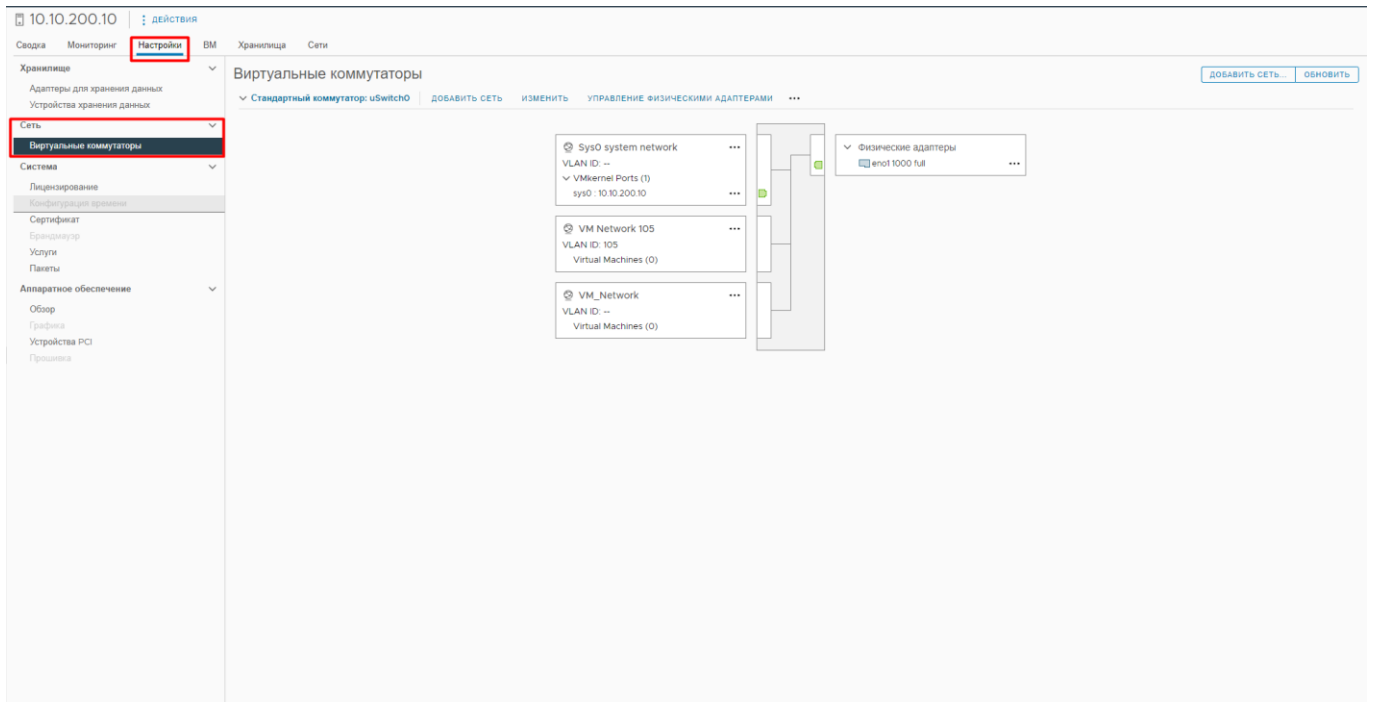 10.10.200.10 ДЕЙСТВИЯ
Сводка Мониторинг Настройки ВМ Хранилища Сети
Хранилище
Адаптеры для хранения данных
Устройства хранения данных
Сеть
Виртуальные коммутаторы
Система
Лицензирование
Конфигурация времени
Сертификат
Брандмауэр
Услуги
Пакеты
Аппаратное обеспечение
Обзор
Графика
Устройства PCI
Прошивка
Виртуальные коммутаторы
ДОБАВИТЬ СЕТЬ... ОБНОВИТЬ
Стандартный коммутатор: uSwitch0 ДОБАВИТЬ СЕТЬ ИЗМЕНИТЬ УПРАВЛЕНИЕ ФИЗИЧЕСКИМИ АДАПТЕРАМИ •••
Sys0 system network •••
VLAN ID: --
VMkernel Ports (1)
sys0 : 10.10.200.10 •••
VM Network 105 •••
VLAN ID: 105
Virtual Machines (0)
VM_Network •••
VLAN ID: --
Virtual Machines (0)
Физические адаптеры
eno1 1000 full •••